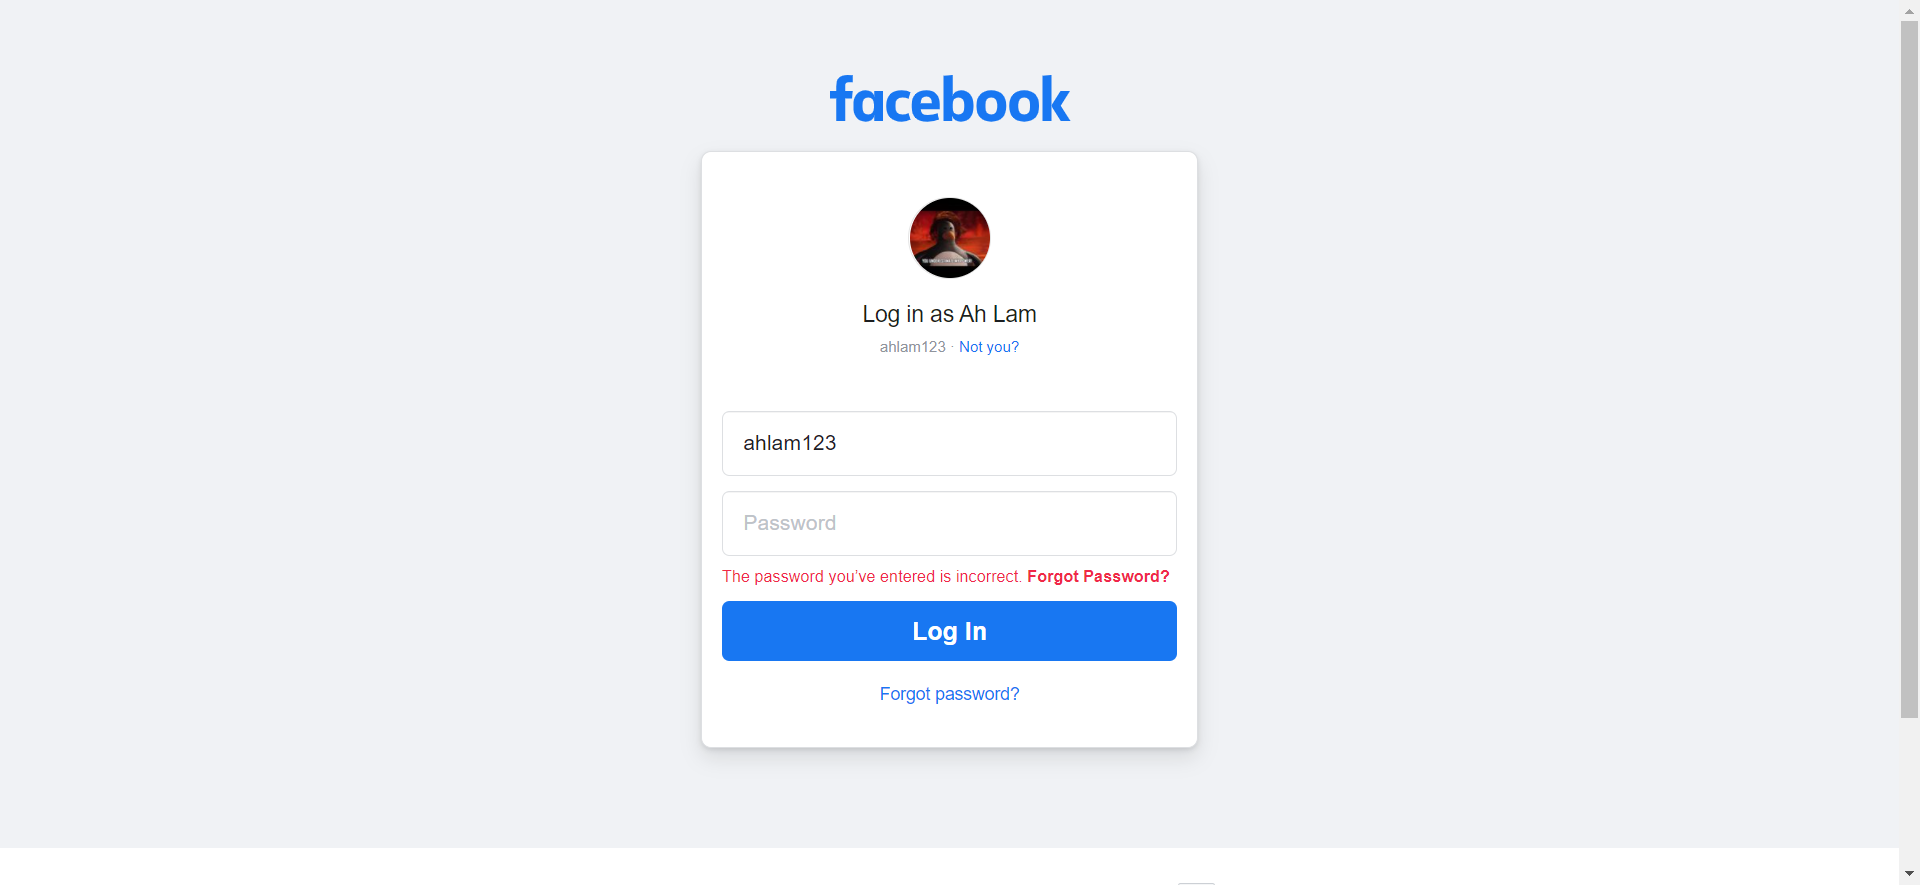 facebook
Log in as Ah Lam
ahlam123 · Not you?
ahlam123
Password
The password you've entered is incorrect. Forgot Password?
Log In
Forgot password?